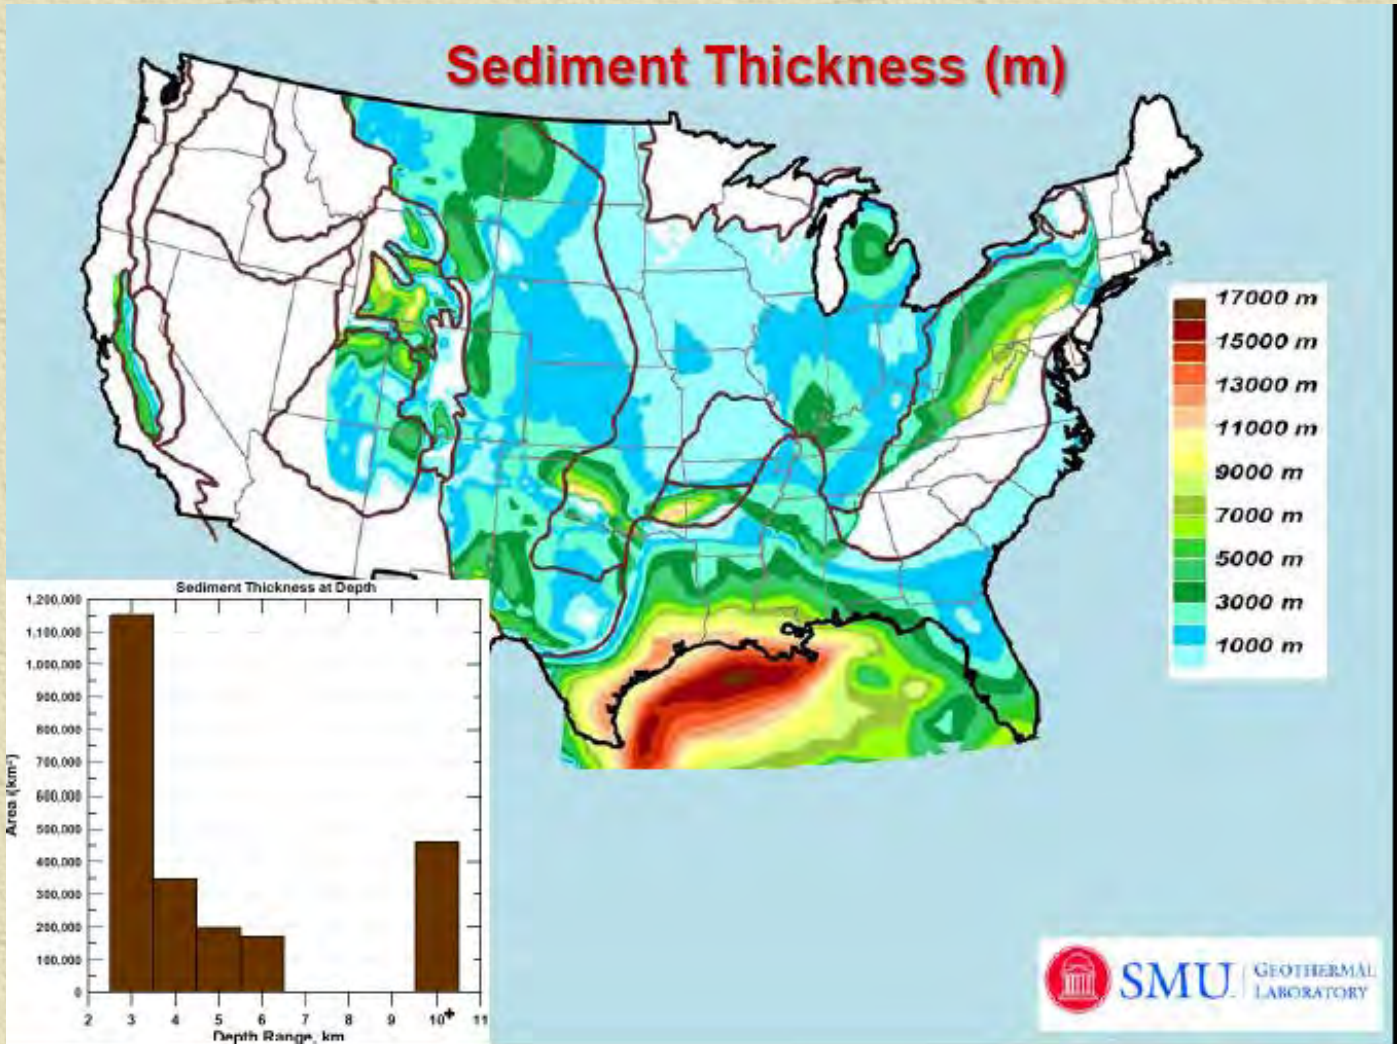 Sediment Thickness (m)
17000 m
15000 m
13000 m
11000 m
9000 m
7000 m
5000 m
3000 m
1000 m
Sediment Thickness at Depth
1,200,000
1,100,000
1,000,000
900,000
800,000
700,000
600,000
500,000
400,000
300,000
200,000
100,000
0
Area (km²)
2 3 4 5 6 7 8 9 10+ 11
Depth Range, km
SMU GEOTHERMAL
LABORATORY